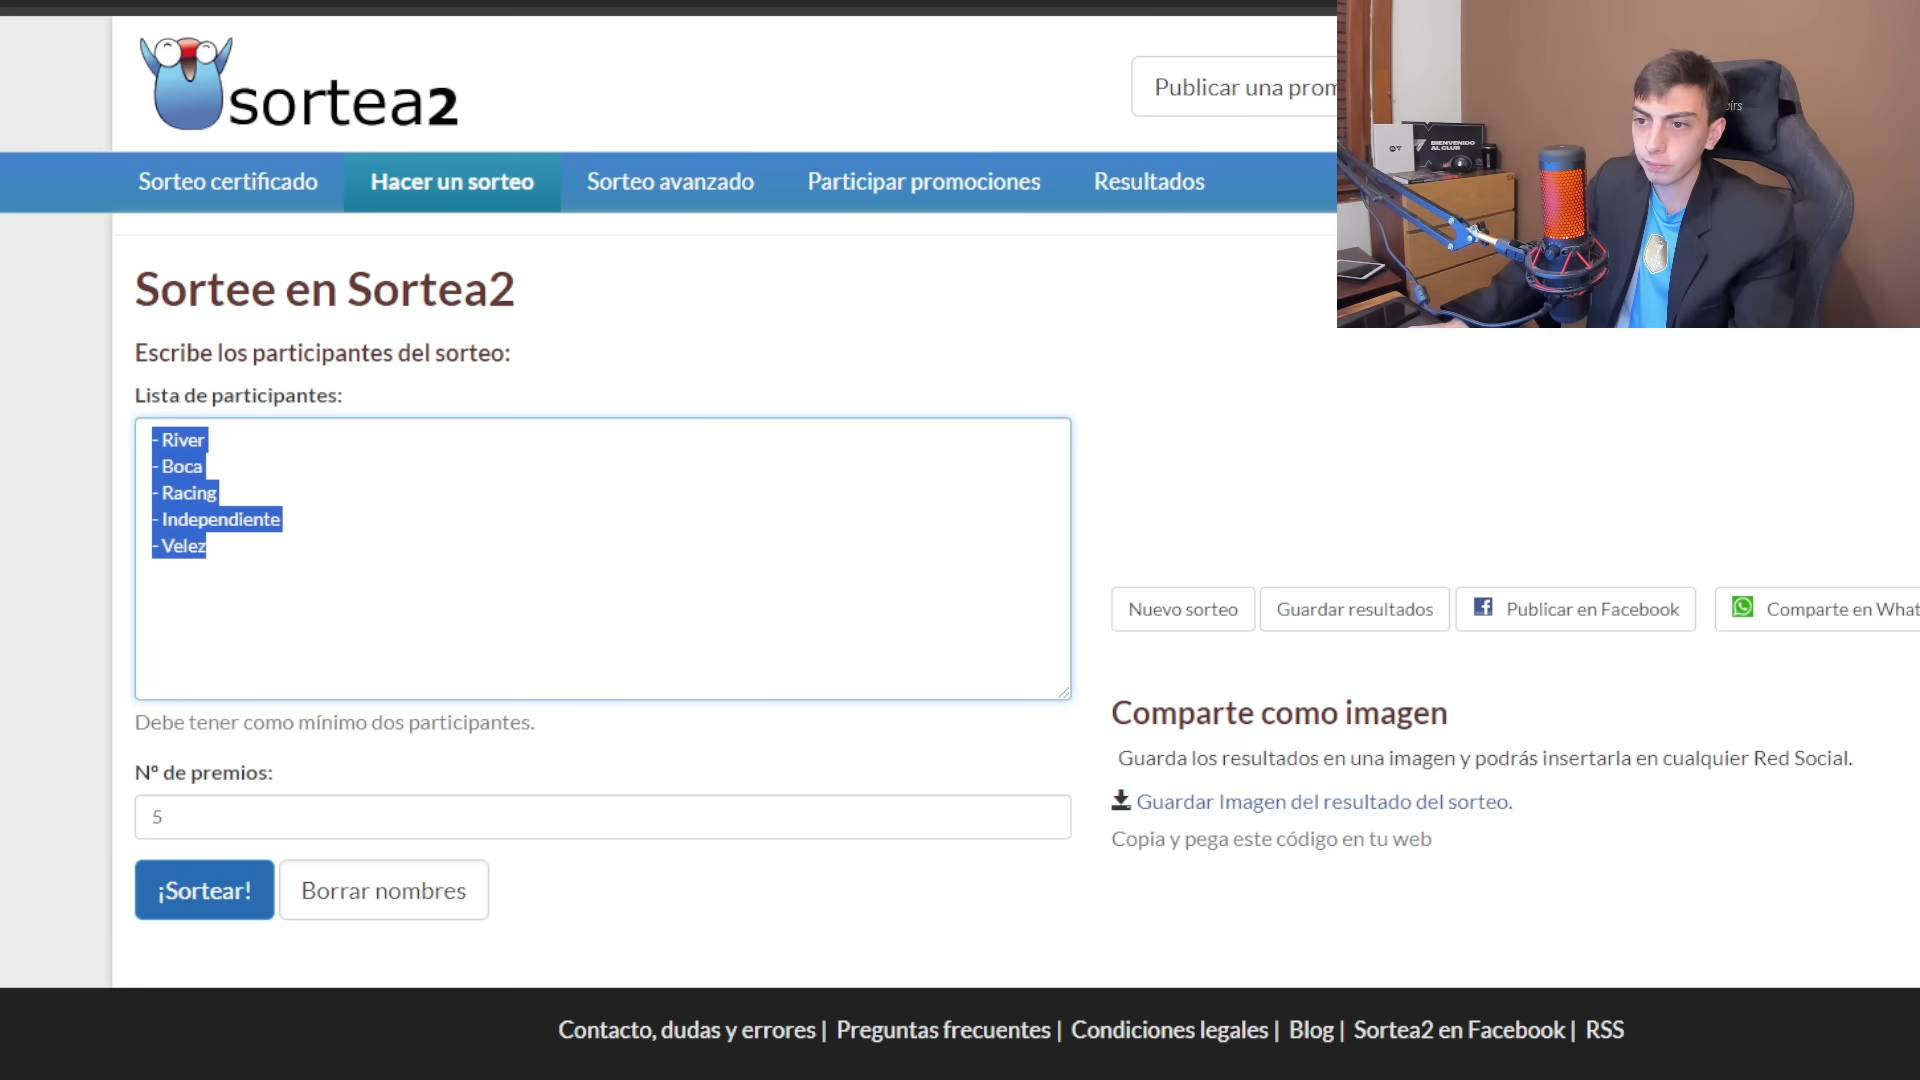 sortea2
Publicar una prom
BIENVENIDO
AL CLUB
Sorteo certificado
Hacer un sorteo
Sorteo avanzado
Participar promociones
Resultados
Sortee en Sortea2
Escribe los participantes del sorteo:
Lista de participantes:
- River
- Boca
- Racing
- Independiente
- Velez
Debe tener como mínimo dos participantes.
Nº de premios:
5
¡Sortear!
Borrar nombres
Nuevo sorteo
Guardar resultados
Publicar en Facebook
Comparte en What
Comparte como imagen
Guarda los resultados en una imagen y podrás insertarla en cualquier Red Social.
Guardar Imagen del resultado del sorteo.
Copia y pega este código en tu web
Contacto, dudas y errores | Preguntas frecuentes | Condiciones legales | Blog | Sortea2 en Facebook | RSS